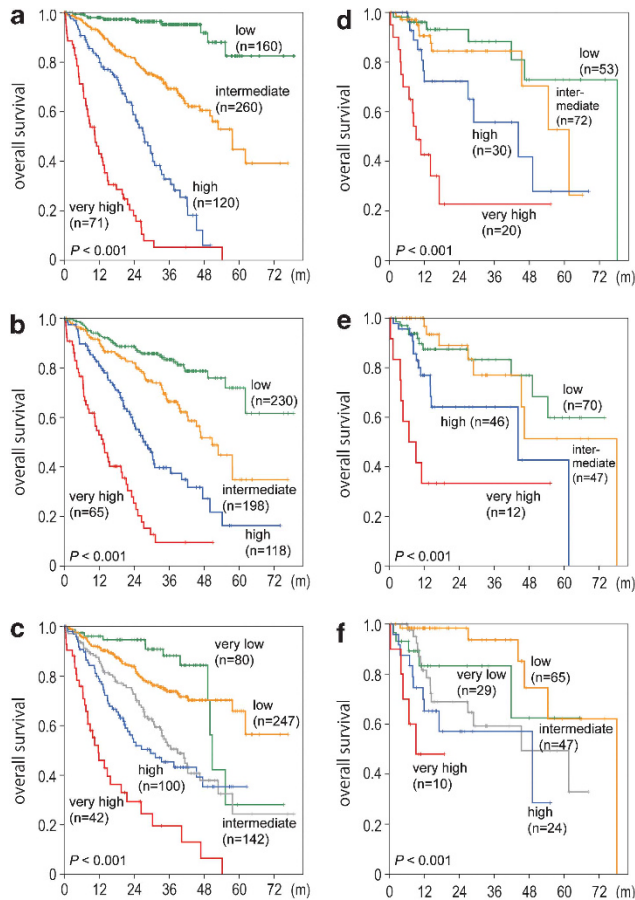 a
overall survival
1.0
0.8
0.6
0.4
0.2
0
low
(n=160)
intermediate
(n=260)
high
(n=120)
very high
(n=71)
P < 0.001
0 12 24 36 48 60 72 (m)
d
overall survival
1.0
0.8
0.6
0.4
0.2
0.0
low
(n=53)
inter-
mediate
(n=72)
high
(n=30)
very high
(n=20)
P < 0.001
0 12 24 36 48 60 72 (m)
b
overall survival
1.0
0.8
0.6
0.4
0.2
0
low
(n=230)
intermediate
(n=198)
very high
(n=65)
high
(n=118)
P < 0.001
0 12 24 36 48 60 72 (m)
e
overall survival
1.0
0.8
0.6
0.4
0.2
0.0
low
(n=70)
high (n=46)
inter-
mediate
(n=47)
very high
(n=12)
P < 0.001
0 12 24 36 48 60 72 (m)
c
overall survival
1.0
0.8
0.6
0.4
0.2
0.0
very low
(n=80)
low
(n=247)
high
(n=100)
very high
(n=42)
intermediate
(n=142)
P < 0.001
0 12 24 36 48 60 72 (m)
f
overall survival
1.0
0.8
0.6
0.4
0.2
0.0
low
(n=65)
very low
(n=29)
intermediate
(n=47)
very high
(n=10)
high
(n=24)
P < 0.001
0 12 24 36 48 60 72 (m)